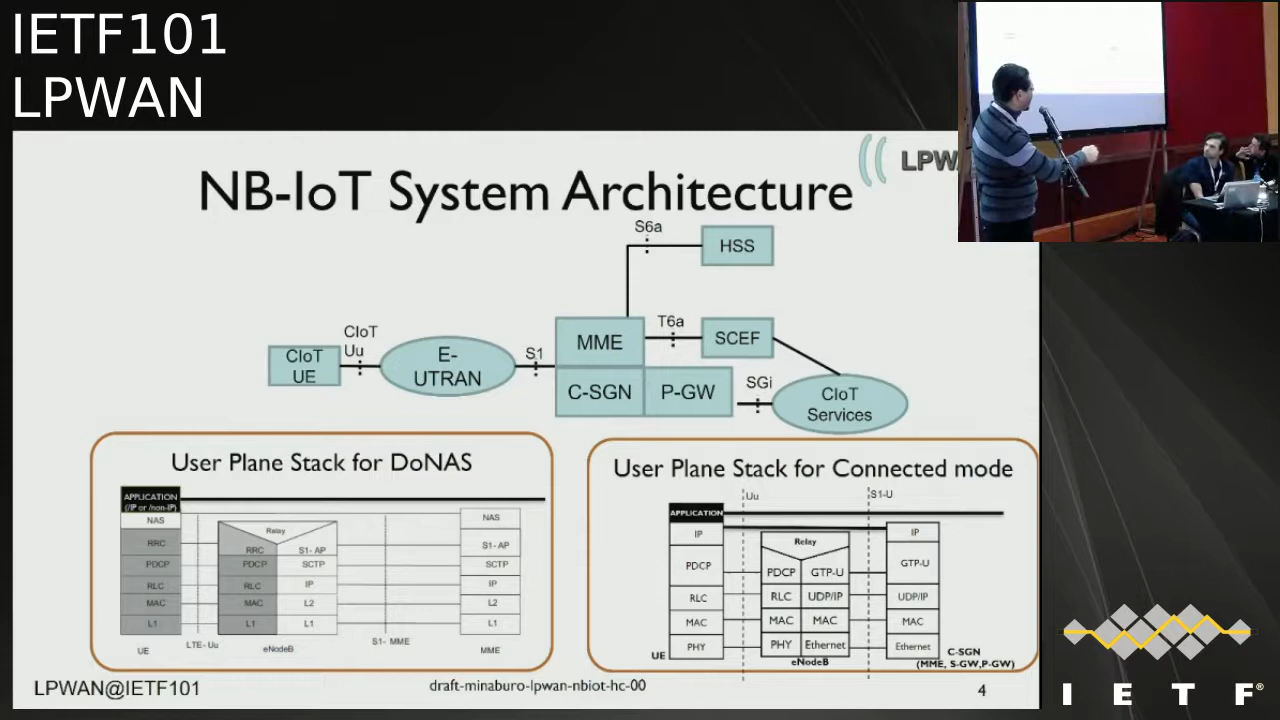 IETF101
LPWAN
LPW
NB-IoT System Architecture
S6a
HSS
CIoT
Uu
CIoT
UE
E-
UTRAN
S1
MME
T6a
SCEF
C-SGN
P-GW
SGi
CIoT
Services
User Plane Stack for DoNAS
APPLICATION
(/IP or /non-IP)
NAS
RRC
PDCP
RLC
MAC
L1
UE
LTE-Uu
Relay
RRC
S1-AP
PDCP
SCTP
RLC
IP
MAC
L2
L1
L1
eNodeB
S1-MME
NAS
S1-AP
SCTP
IP
L2
L1
MME
User Plane Stack for Connected mode
Uu
S1-U
APPLICATION
IP
PDCP
RLC
MAC
PHY
UE
Relay
PDCP
GTP-U
RLC
UDP/IP
MAC
MAC
PHY
Ethernet
eNodeB
IP
GTP-U
UDP/IP
MAC
Ethernet
C-SGN
(MME, S-GW,P-GW)
LPWAN@IETF101
draft-minaburo-lpwan-nbiot-hc-00
4
I E T F®